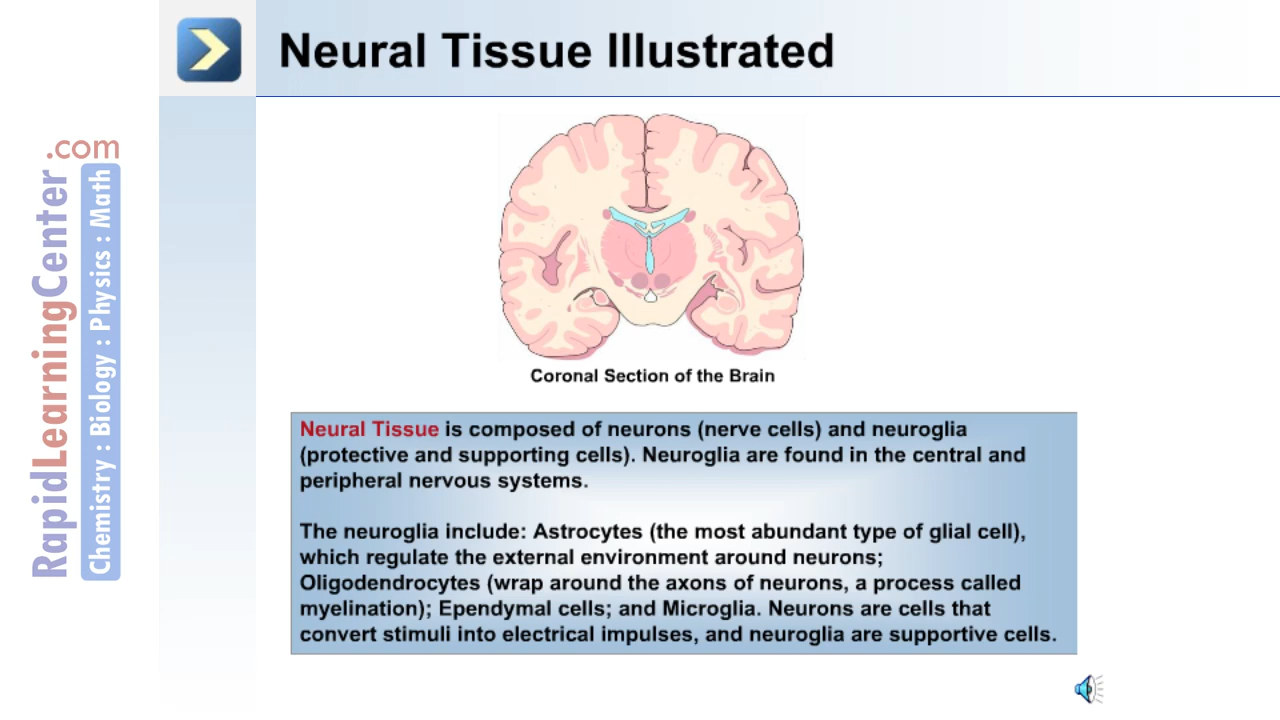 Neural Tissue Illustrated
RapidLearningCenter.com
Chemistry : Biology : Physics : Math
Coronal Section of the Brain
Neural Tissue is composed of neurons (nerve cells) and neuroglia
(protective and supporting cells). Neuroglia are found in the central and
peripheral nervous systems.
The neuroglia include: Astrocytes (the most abundant type of glial cell),
which regulate the external environment around neurons;
Oligodendrocytes (wrap around the axons of neurons, a process called
myelination); Ependymal cells; and Microglia. Neurons are cells that
convert stimuli into electrical impulses, and neuroglia are supportive cells.